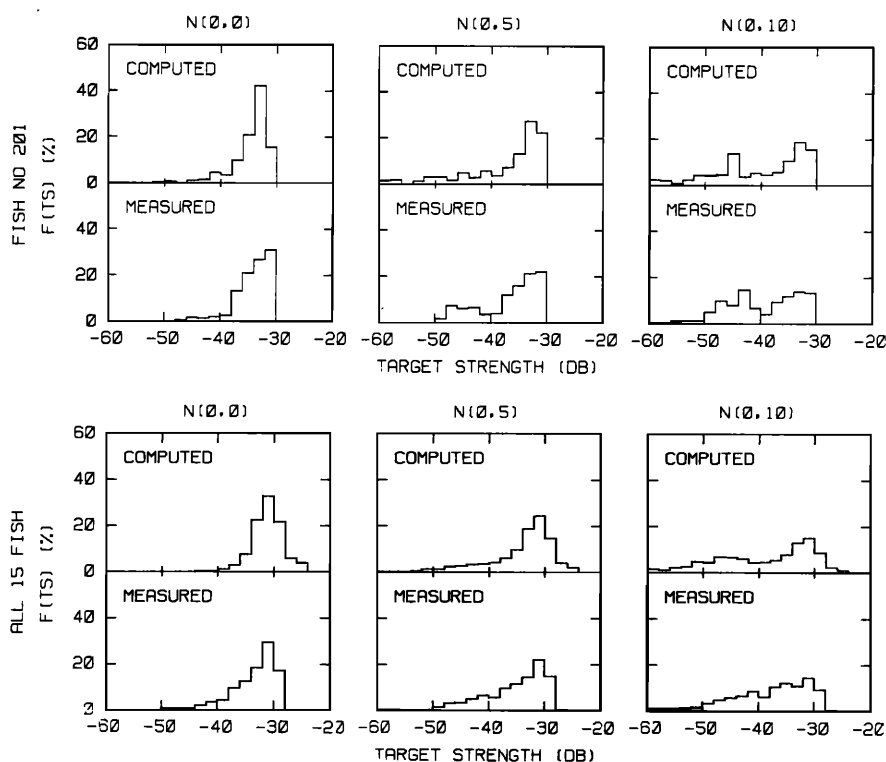 N(0,0) N(0,5) N(0,10)
60
COMPUTED COMPUTED COMPUTED
40
20
0
MEASURED MEASURED MEASURED
40
20
0
FISH NO 201
F(TS) (%)
-60 -50 -40 -30 -20 -60 -50 -40 -30 -20 -60 -50 -40 -30 -20
TARGET STRENGTH (DB)
N(0,0) N(0,5) N(0,10)
60
COMPUTED COMPUTED COMPUTED
40
20
0
MEASURED MEASURED MEASURED
40
20
0
ALL 15 FISH
F(TS) (%)
-60 -50 -40 -30 -20 -60 -50 -40 -30 -20 -60 -50 -40 -30 -20
TARGET STRENGTH (DB)